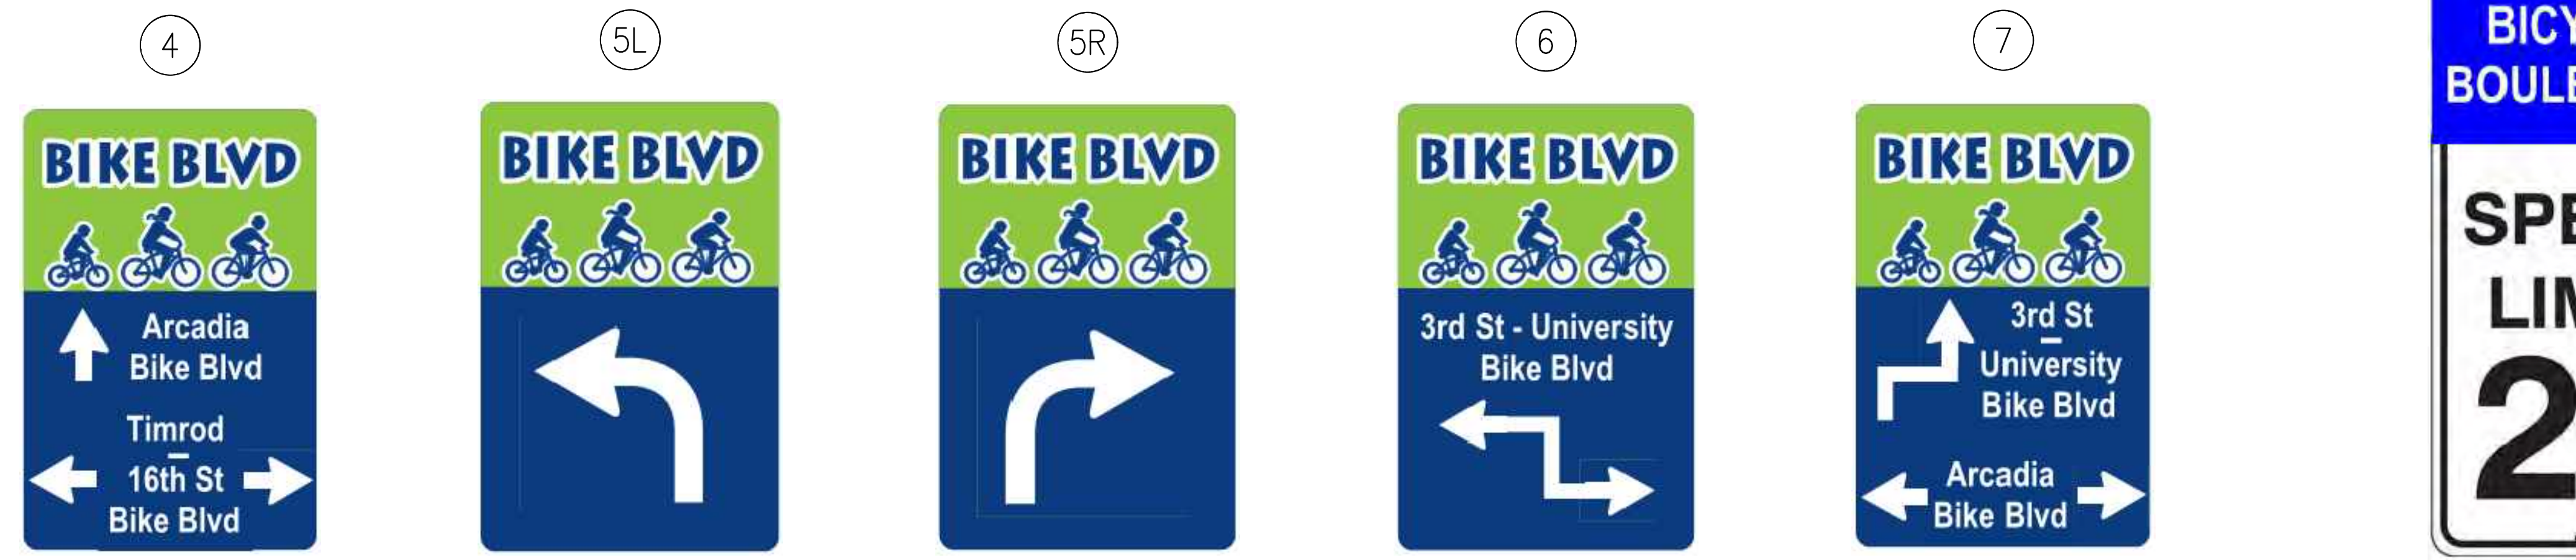 4
BIKE BLVD
Arcadia
Bike Blvd
Timrod
–
16th St
Bike Blvd
5L
BIKE BLVD
5R
BIKE BLVD
6
BIKE BLVD
3rd St - University
Bike Blvd
7
BIKE BLVD
3rd St
–
University
Bike Blvd
Arcadia
Bike Blvd